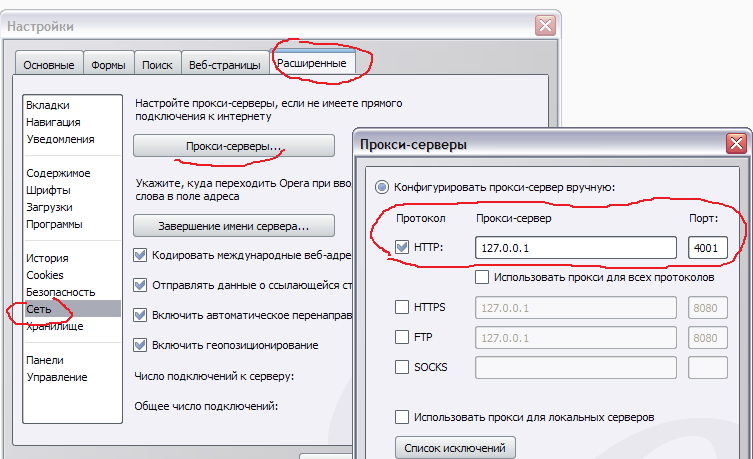 Настройки
Основные
Формы
Поиск
Веб-страницы
Расширенные
Вкладки
Навигация
Уведомления
Содержимое
Шрифты
Загрузки
Программы
История
Cookies
Безопасность
Сеть
Хранилище
Панели
Управление
Настройте прокси-серверы, если не имеете прямого
подключения к интернету
Прокси-серверы...
Укажите, куда переходить Opera при ввод
слова в поле адреса
Завершение имени сервера...
Кодировать международные веб-адре
Отправлять данные о ссылающейся ст
Включить автоматическое перенаправ
Включить геопозиционирование
Число подключений к серверу:
Общее число подключений:
Прокси-серверы
Конфигурировать прокси-сервер вручную:
Протокол Прокси-сервер Порт:
HTTP: 127.0.0.1 4001
Использовать прокси для всех протоколов
HTTPS 127.0.0.1 8080
FTP 127.0.0.1 8080
SOCKS
Использовать прокси для локальных серверов
Список исключений